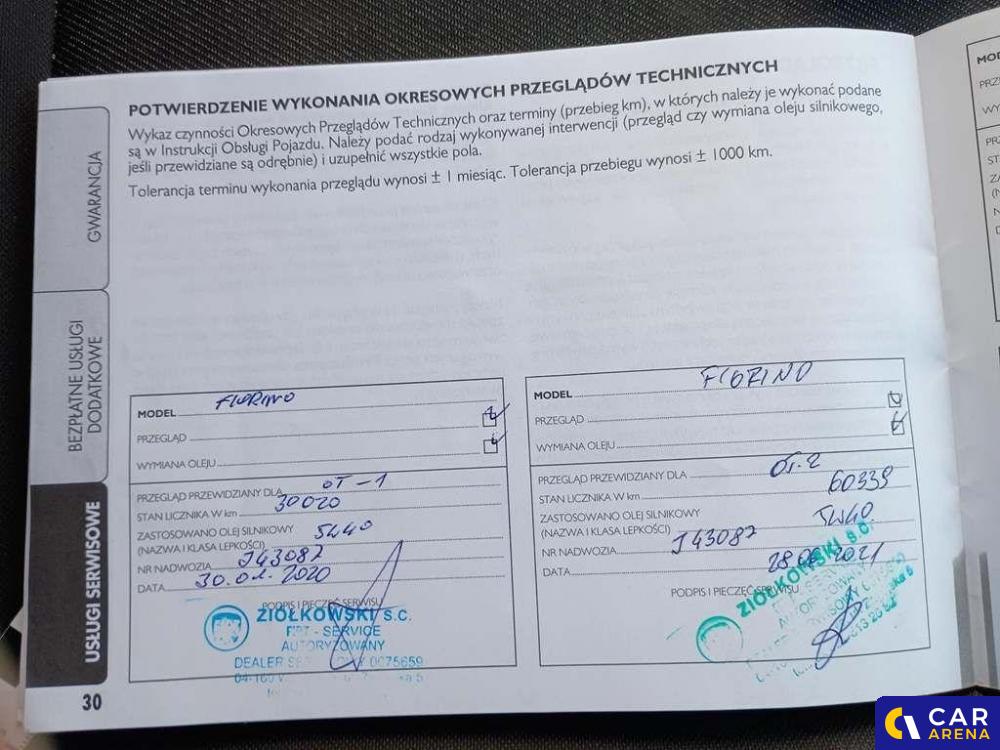 POTWIERDZENIE WYKONANIA OKRESOWYCH PRZEGLĄDÓW TECHNICZNYCH
Wykaz czynności Okresowych Przeglądów Technicznych oraz terminy (przebieg km), w których należy je wykonać podane
są w Instrukcji Obsługi Pojazdu. Należy podać rodzaj wykonywanej interwencji (przegląd czy wymiana oleju silnikowego,
jeśli przewidziane są odrębnie) i uzupełnić wszystkie pola.
Tolerancja terminu wykonania przeglądu wynosi ± 1 miesiąc. Tolerancja przebiegu wynosi ± 1000 km.
GWARANCJA
BEZPŁATNE USŁUGI
DODATKOWE
USŁUGI SERWISOWE
MODEL FIORINO
PRZEGLĄD
WYMIANA OLEJU
PRZEGLĄD PRZEWIDZIANY DLA OT-1
STAN LICZNIKA W km 30020
ZASTOSOWANO OLEJ SILNIKOWY 5W40
(NAZWA I KLASA LEPKOŚCI)
NR NADWOZIA J43087
DATA 30.01.2020
PODPIS I PIECZĘĆ SERWISU
ZIÓŁKOWSKI S.C.
SERVICE
AUTORYZOWANY
DEALER 0075659
MODEL FIORINO
PRZEGLĄD
WYMIANA OLEJU
PRZEGLĄD PRZEWIDZIANY DLA OT-2
STAN LICZNIKA W km 60339
ZASTOSOWANO OLEJ SILNIKOWY 5W40
(NAZWA I KLASA LEPKOŚCI)
NR NADWOZIA J43087
DATA 2021
PODPIS I PIECZĘĆ SERWISU
ZIÓŁKOWSKI S.C.
30
CAR
ARENA